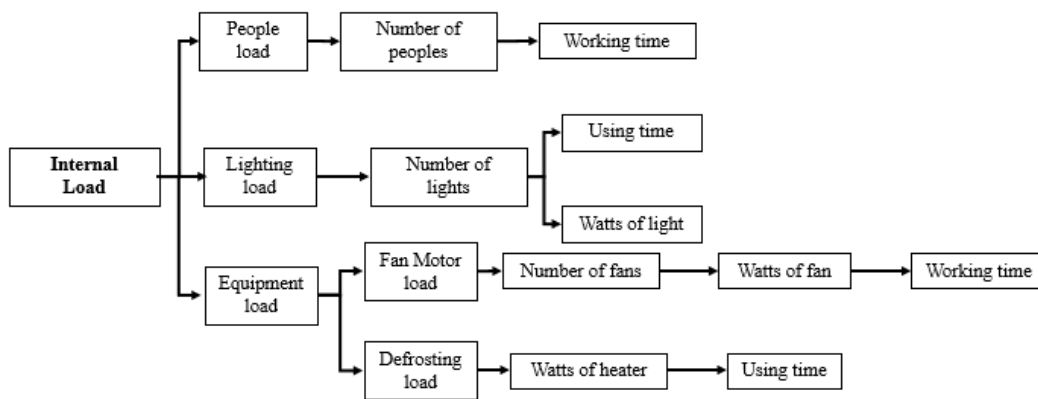 People
load
Number of
peoples
Working time
Internal
Load
Lighting
load
Number of
lights
Using time
Watts of light
Equipment
load
Fan Motor
load
Number of fans
Watts of fan
Working time
Defrosting
load
Watts of heater
Using time